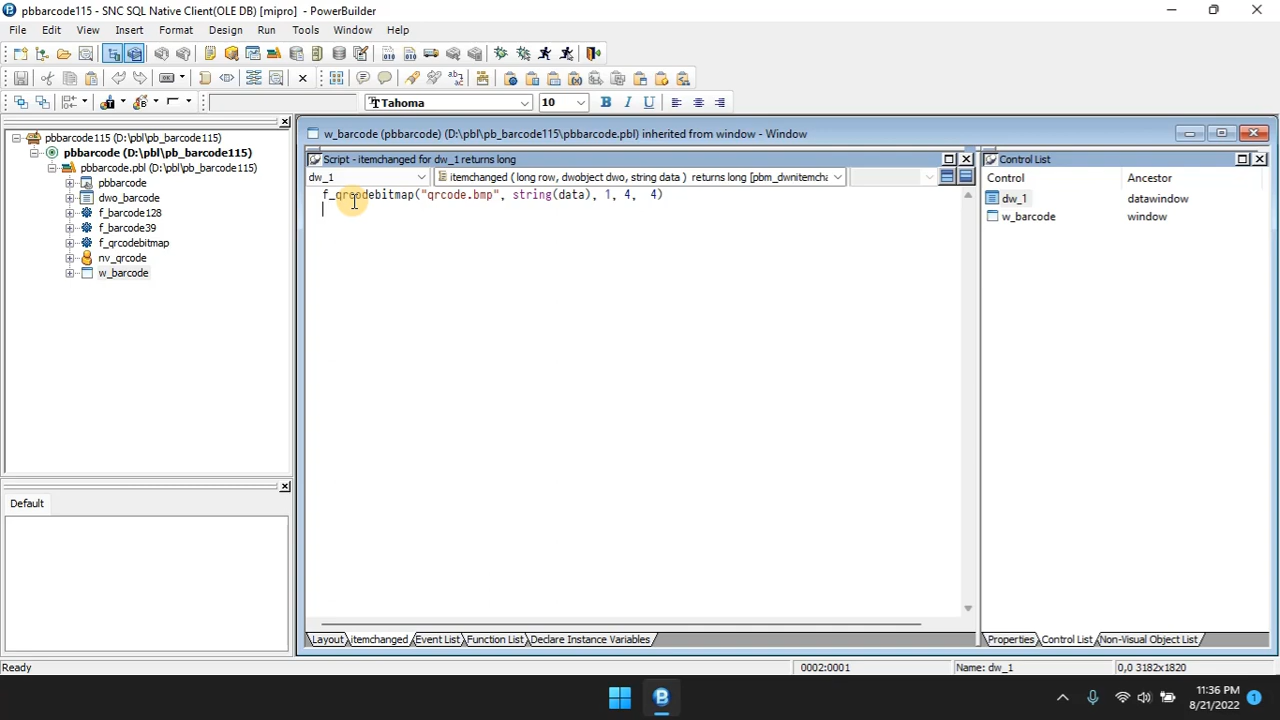 pbbarcode115 - SNC SQL Native Client(OLE DB) [mipro] - PowerBuilder
File Edit View Insert Format Design Run Tools Window Help
Tahoma 10 B I U
pbbarcode115 (D:\pbl\pb_barcode115)
pbbarcode (D:\pbl\pb_barcode115)
pbbarcode.pbl (D:\pbl\pb_barcode115)
pbbarcode
dwo_barcode
f_barcode128
f_barcode39
f_qrcodebitmap
nv_qrcode
w_barcode
Default
w_barcode (pbbarcode) (D:\pbl\pb_barcode115\pbbarcode.pbl) inherited from window - Window
Script - itemchanged for dw_1 returns long
dw_1 itemchanged ( long row, dwobject dwo, string data ) returns long [pbm_dwnitemcha
f_qrcodebitmap("qrcode.bmp", string(data), 1, 4, 4)
Layout itemchanged Event List Function List Declare Instance Variables
Control List
Control Ancestor
dw_1 datawindow
w_barcode window
Properties Control List Non-Visual Object List
Ready 0002:0001 Name: dw_1 0,0 3182x1820
11:36 PM
8/21/2022
1